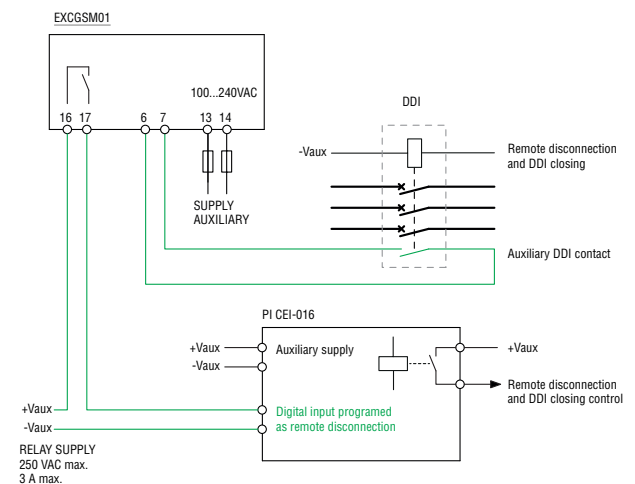 EXCGSM01
100...240VAC
16 17 6 7 13 14
SUPPLY
AUXILIARY
DDI
-Vaux
Remote disconnection
and DDI closing
Auxiliary DDI contact
PI CEI-016
+Vaux
-Vaux
Auxiliary supply
+Vaux
Remote disconnection
and DDI closing control
Digital input programed
as remote disconnection
+Vaux
-Vaux
RELAY SUPPLY
250 VAC max.
3 A max.